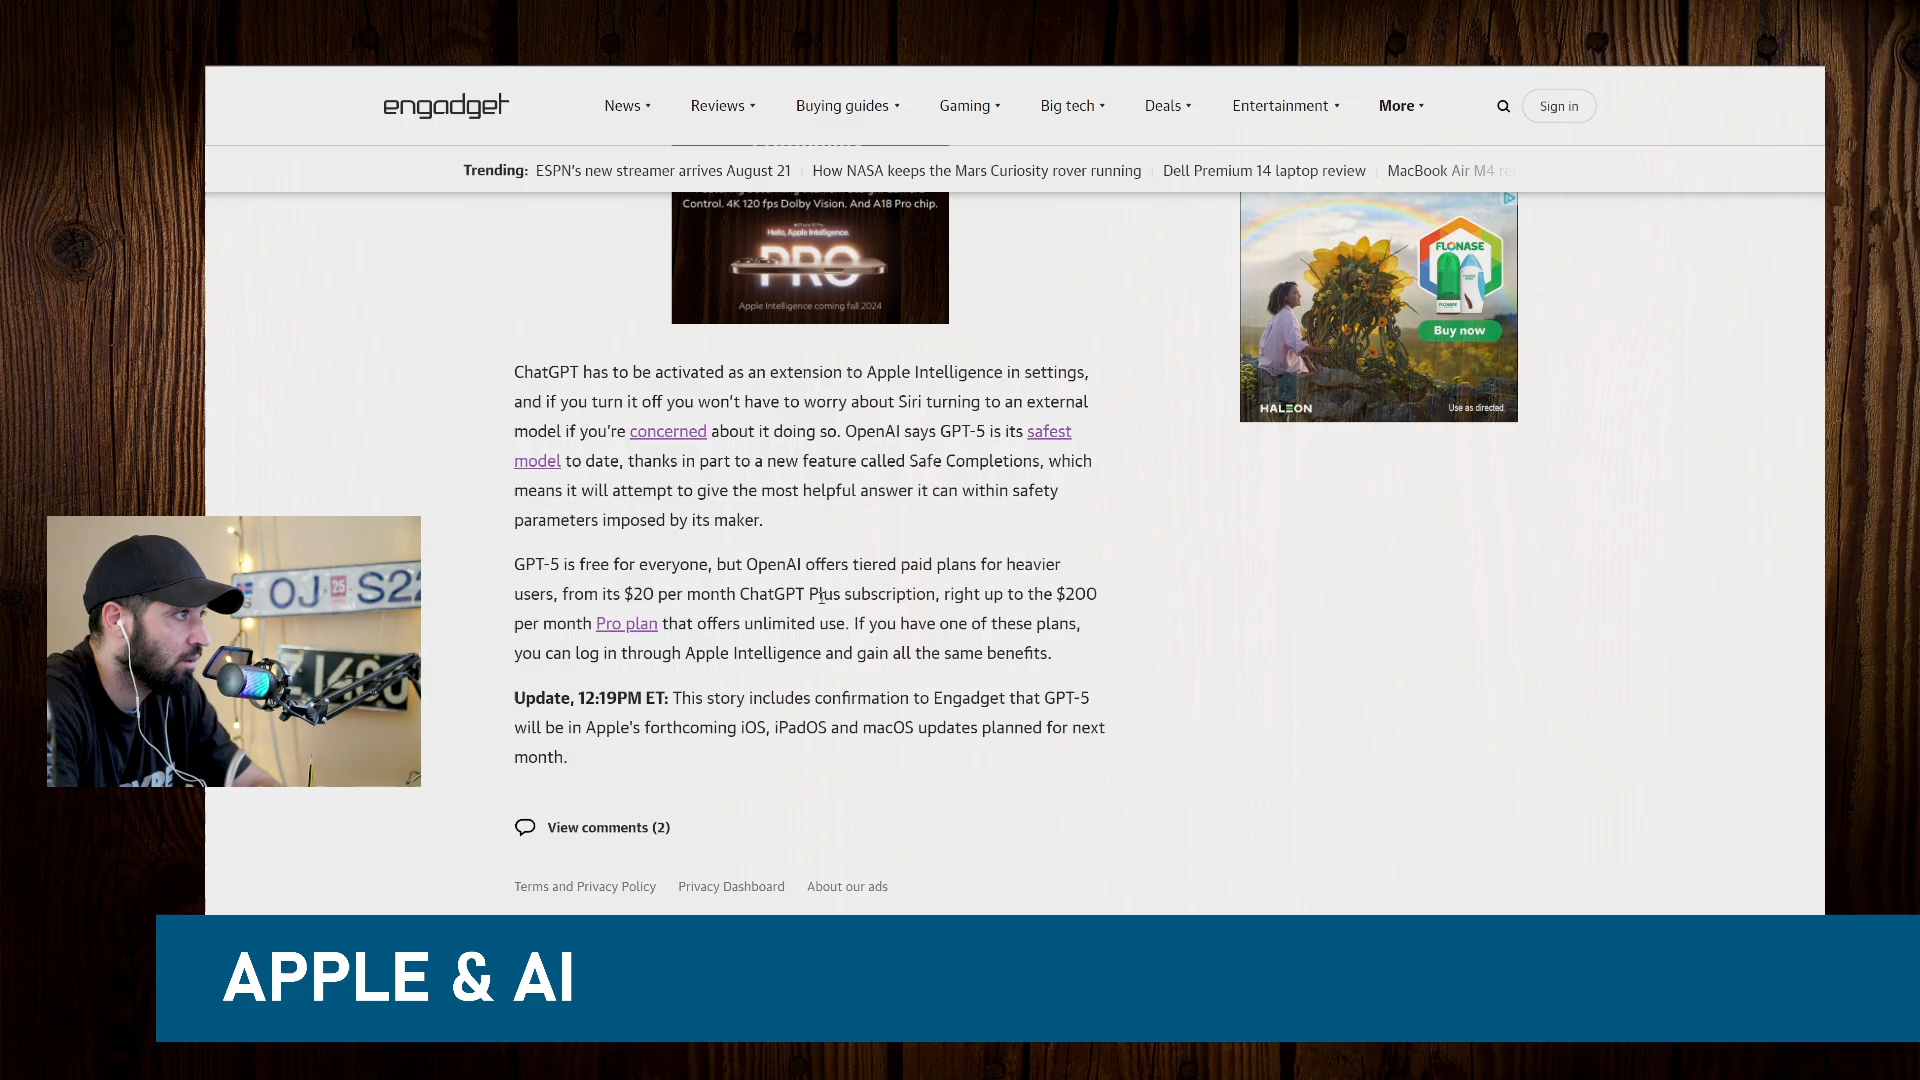 engadget
News
Reviews
Buying guides
Gaming
Big tech
Deals
Entertainment
More
Sign in
Trending: ESPN's new streamer arrives August 21
How NASA keeps the Mars Curiosity rover running
Dell Premium 14 laptop review
MacBook Air M4
Control. 4K 120 fps Dolby Vision. And A18 Pro chip.
Hello, Apple Intelligence.
PRO
Apple Intelligence coming fall 2024
FLONASE
Buy now
HALEON
Use as directed
ChatGPT has to be activated as an extension to Apple Intelligence in settings,
and if you turn it off you won't have to worry about Siri turning to an external
model if you're concerned about it doing so. OpenAI says GPT-5 is its safest
model to date, thanks in part to a new feature called Safe Completions, which
means it will attempt to give the most helpful answer it can within safety
parameters imposed by its maker.
GPT-5 is free for everyone, but OpenAI offers tiered paid plans for heavier
users, from its $20 per month ChatGPT Plus subscription, right up to the $200
per month Pro plan that offers unlimited use. If you have one of these plans,
you can log in through Apple Intelligence and gain all the same benefits.
Update, 12:19PM ET: This story includes confirmation to Engadget that GPT-5
will be in Apple's forthcoming iOS, iPadOS and macOS updates planned for next
month.
View comments (2)
Terms and Privacy Policy
Privacy Dashboard
About our ads
OJ 25 S22
APPLE & AI